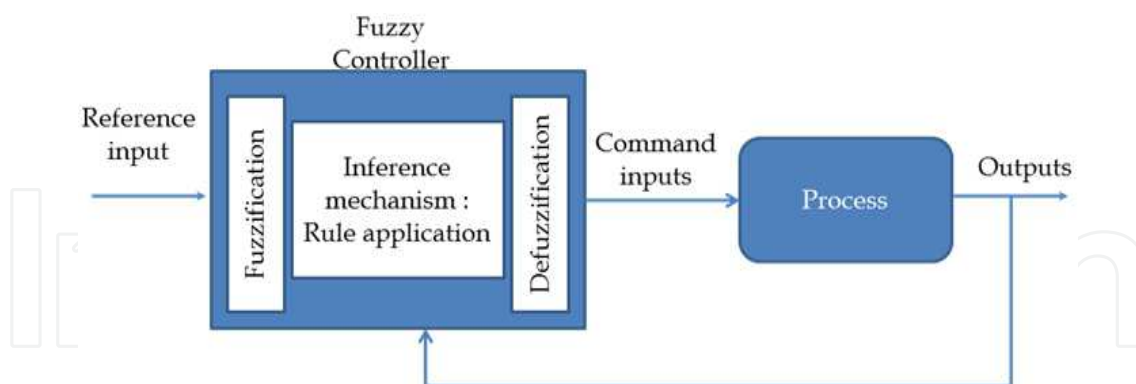 Fuzzy
Controller
Reference
input
Fuzzification
Inference
mechanism :
Rule application
Defuzzification
Command
inputs
Process
Outputs